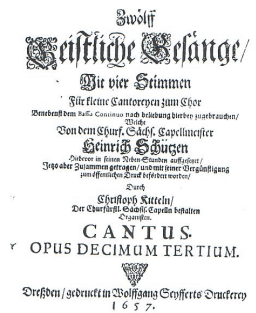 Zwölff
Geistliche Gesänge/
Mit vier Stimmen
Für kleine Cantoreyen zum Chor
Benebenst dem Basso Continuo nach beliebung hierbey zugebrauchen/
Welche
Von dem Churf. Sächs. Capellmeister
Heinrich Schützen
Hiebevor in seinen Neben-Stunden auffgesetzet/
Jetzo aber Zusammen getragen/ und mit seiner Vergünstigung
zum öffentlichen Druck befördert worden/
Durch
Christoph Kitteln/
Der Churfürstl. Sächs. Capelln bestalten
Organisten.
CANTUS.
OPUS DECIMUM TERTIUM.
Dreßden/ gedruckt in Wolffgang Seyfferts Druckerey
1657.